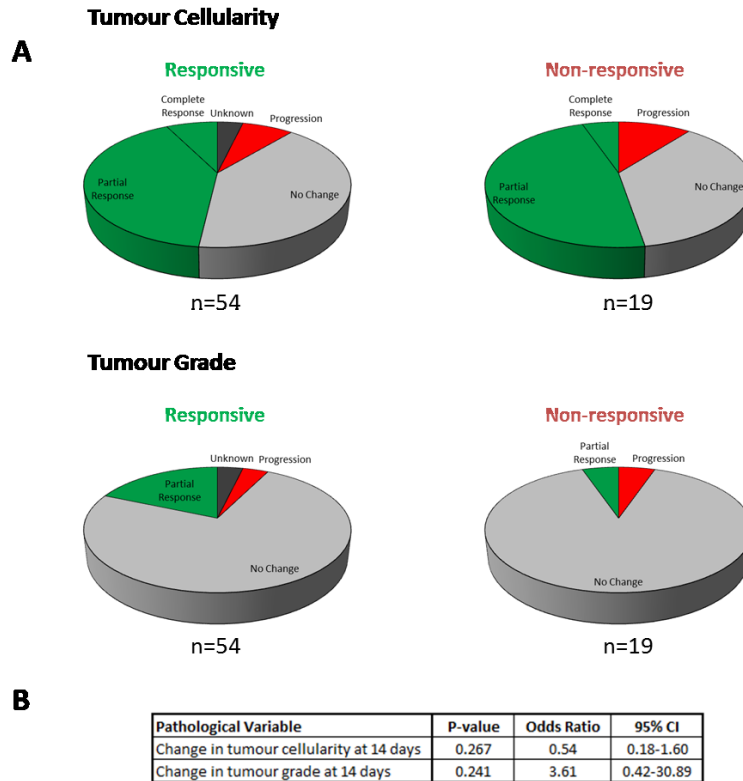 Tumour Cellularity
A
Responsive
Non-responsive
Complete
Response
Unknown
Progression
Partial
Response
No Change
Complete
Response
Progression
Partial
Response
No Change
n=54
n=19
Tumour Grade
Responsive
Non-responsive
Unknown
Progression
Partial
Response
No Change
Partial
Response
Progression
No Change
n=54
n=19
B
Pathological Variable P-value Odds Ratio 95% CI
Change in tumour cellularity at 14 days 0.267 0.54 0.18-1.60
Change in tumour grade at 14 days 0.241 3.61 0.42-30.89